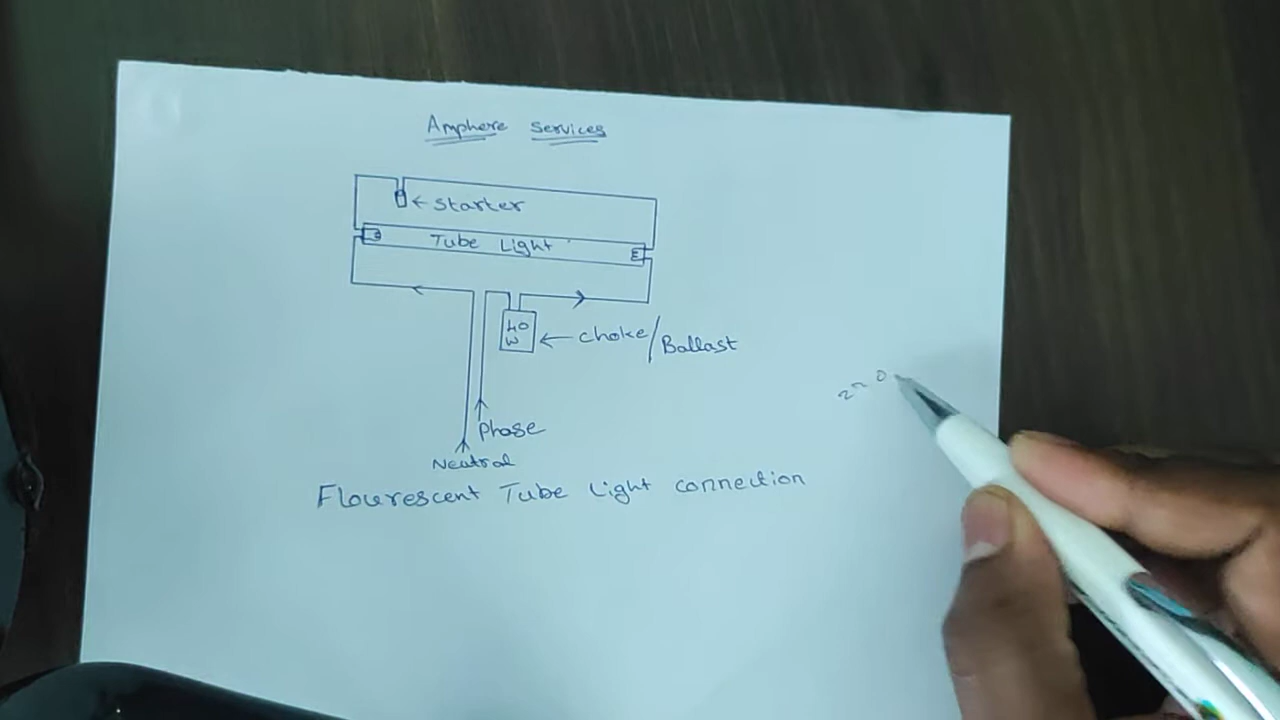 Amphere Services
← Starter
Tube Light
40
W
← choke/Ballast
Phase
Neutral
Flourescent Tube Light connection